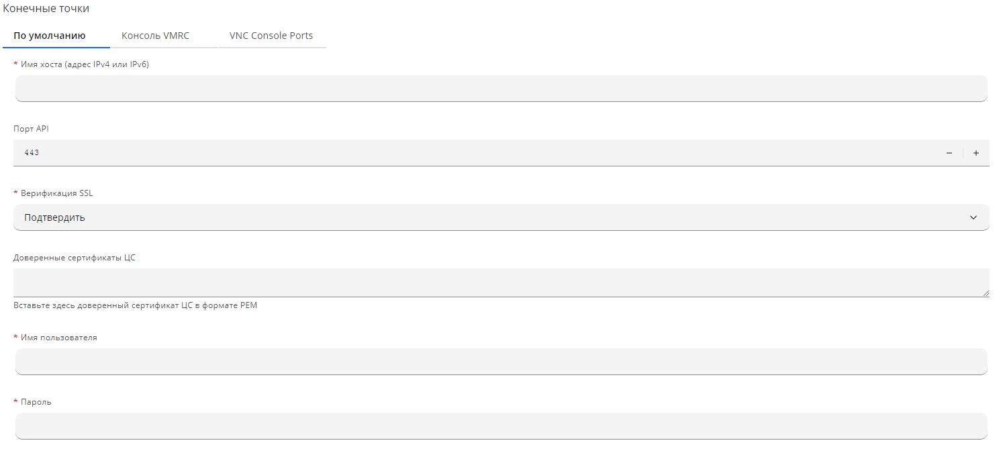 Конечные точки
По умолчанию Консоль VMRC VNC Console Ports
* Имя хоста (адрес IPv4 или IPv6)
Порт API
443 − +
* Верификация SSL
Подтвердить
Доверенные сертификаты ЦС
Вставьте здесь доверенный сертификат ЦС в формате PEM
* Имя пользователя
* Пароль